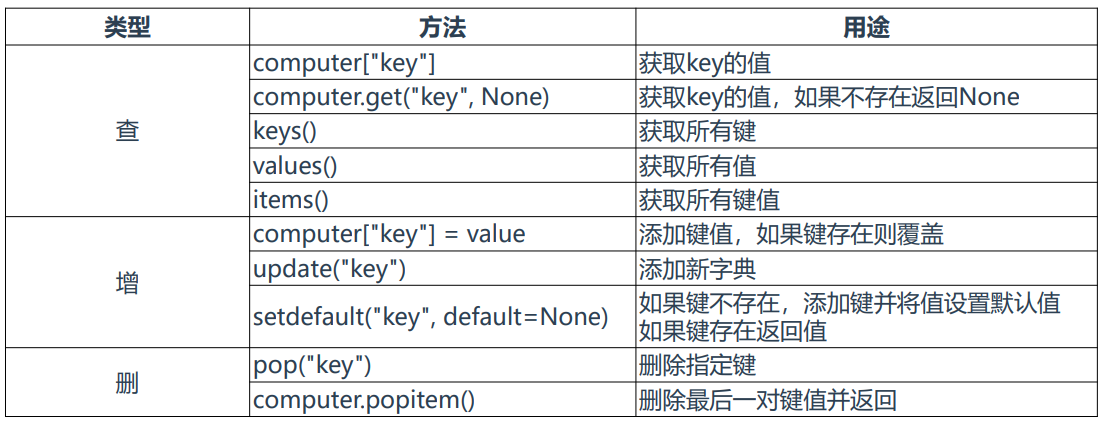 类型 方法 用途
查
computer["key"] 获取key的值
computer.get("key", None) 获取key的值，如果不存在返回None
keys() 获取所有键
values() 获取所有值
items() 获取所有键值
增
computer["key"] = value 添加键值，如果键存在则覆盖
update("key") 添加新字典
setdefault("key", default=None) 如果键不存在，添加键并将值设置默认值
如果键存在返回值
删
pop("key") 删除指定键
computer.popitem() 删除最后一对键值并返回